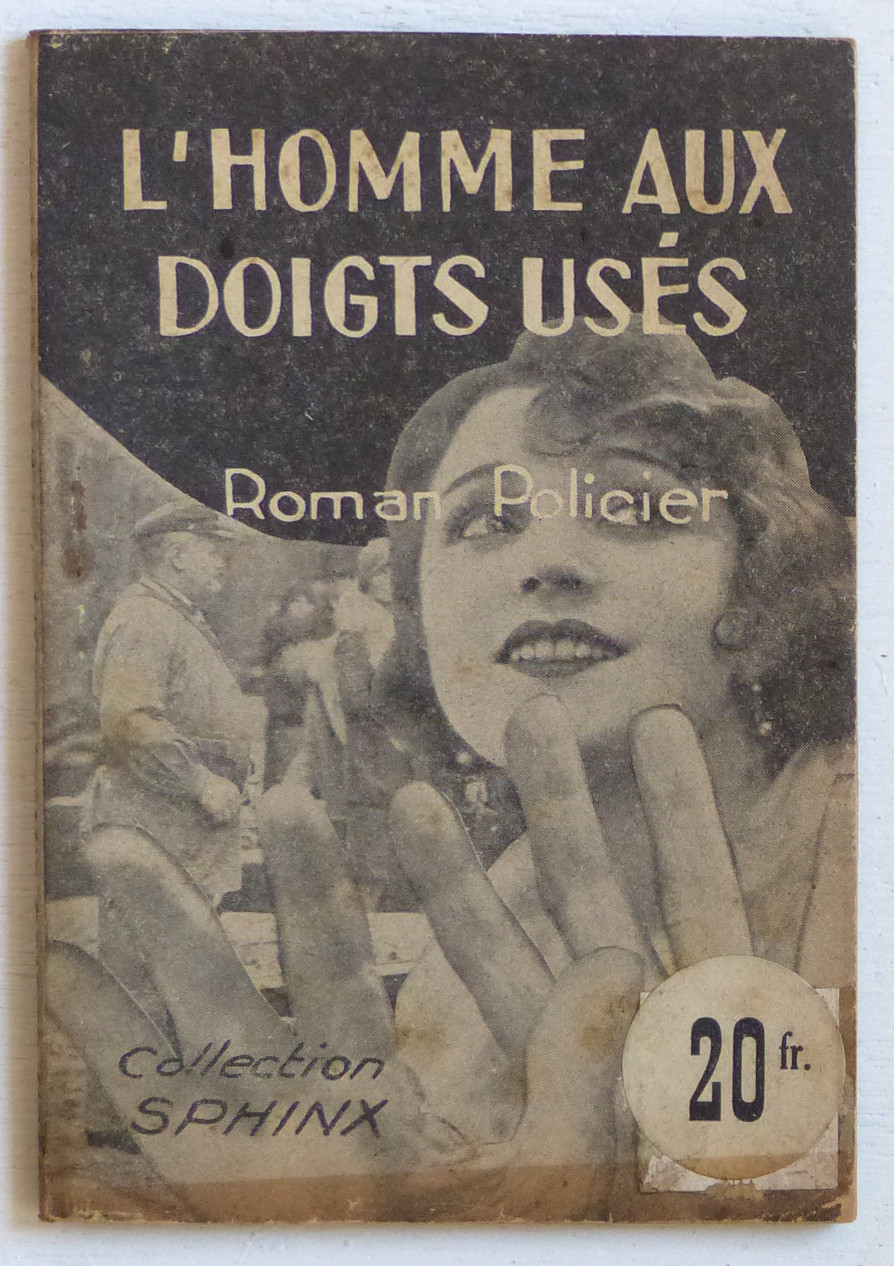 L'HOMME AUX
DOIGTS USÉS
Roman Policier
Collection
SPHINX
20 fr.